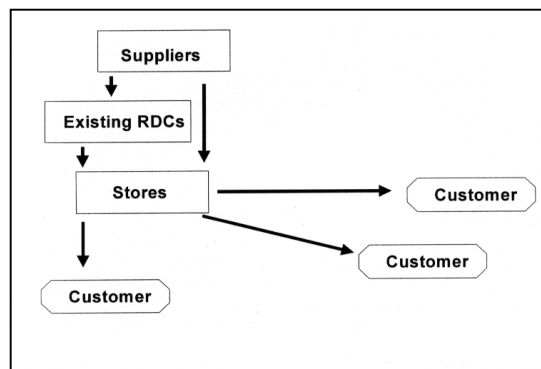 Suppliers
Existing RDCs
Stores
Customer
Customer
Customer